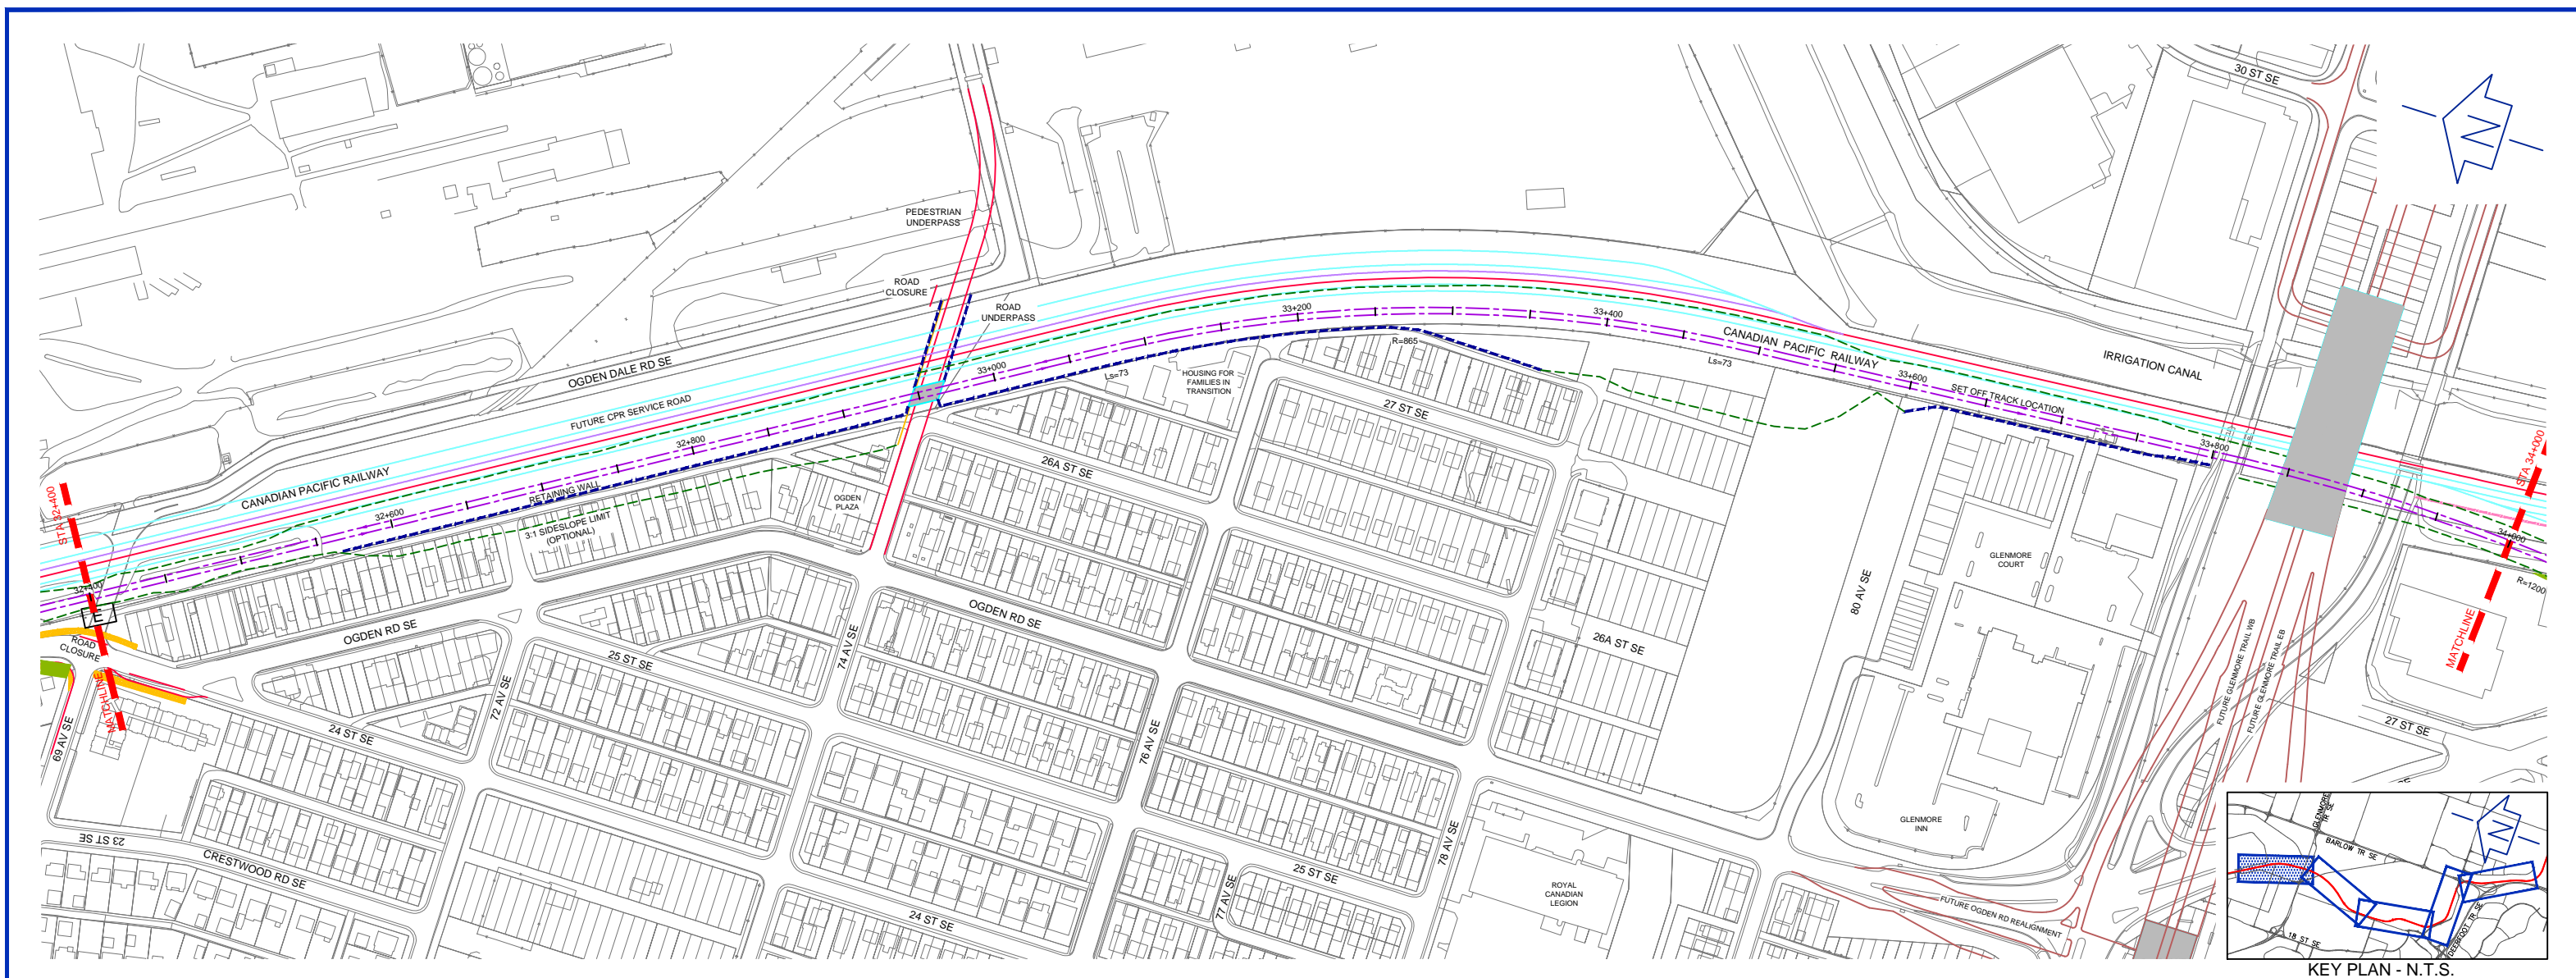 30 ST SE
N
PEDESTRIAN
UNDERPASS
ROAD
CLOSURE
ROAD
UNDERPASS
33+200
33+400
R=865
CANADIAN PACIFIC RAILWAY
IRRIGATION CANAL
OGDEN DALE RD SE
33+000
Ls=73
HOUSING FOR
FAMILIES IN
TRANSITION
Ls=73
33+600
SET OFF TRACK LOCATION
FUTURE CPR SERVICE ROAD
27 ST SE
32+800
33+800
STA 34+000
26A ST SE
CANADIAN PACIFIC RAILWAY
RETAINING WALL
OGDEN
PLAZA
STA 32+400
32+600
3:1 SIDESLOPE LIMIT
(OPTIONAL)
34+000
GLENMORE
COURT
R=1200
32+400
E
80 AV SE
OGDEN RD SE
OGDEN RD SE
ROAD
CLOSURE
MATCHLINE
74 AV SE
26A ST SE
MATCHLINE
25 ST SE
FUTURE GLENMORE TRAIL WB
FUTURE GLENMORE TRAIL EB
72 AV SE
69 AV SE
24 ST SE
76 AV SE
27 ST SE
GLENMORE
INN
23 ST SE
CRESTWOOD RD SE
78 AV SE
25 ST SE
77 AV SE
ROYAL
CANADIAN
LEGION
24 ST SE
FUTURE OGDEN RD REALIGNMENT
GLENMORE
TR SE
BARLOW TR SE
N
18 ST SE
DEERFOOT TR SE
KEY PLAN - N.T.S.